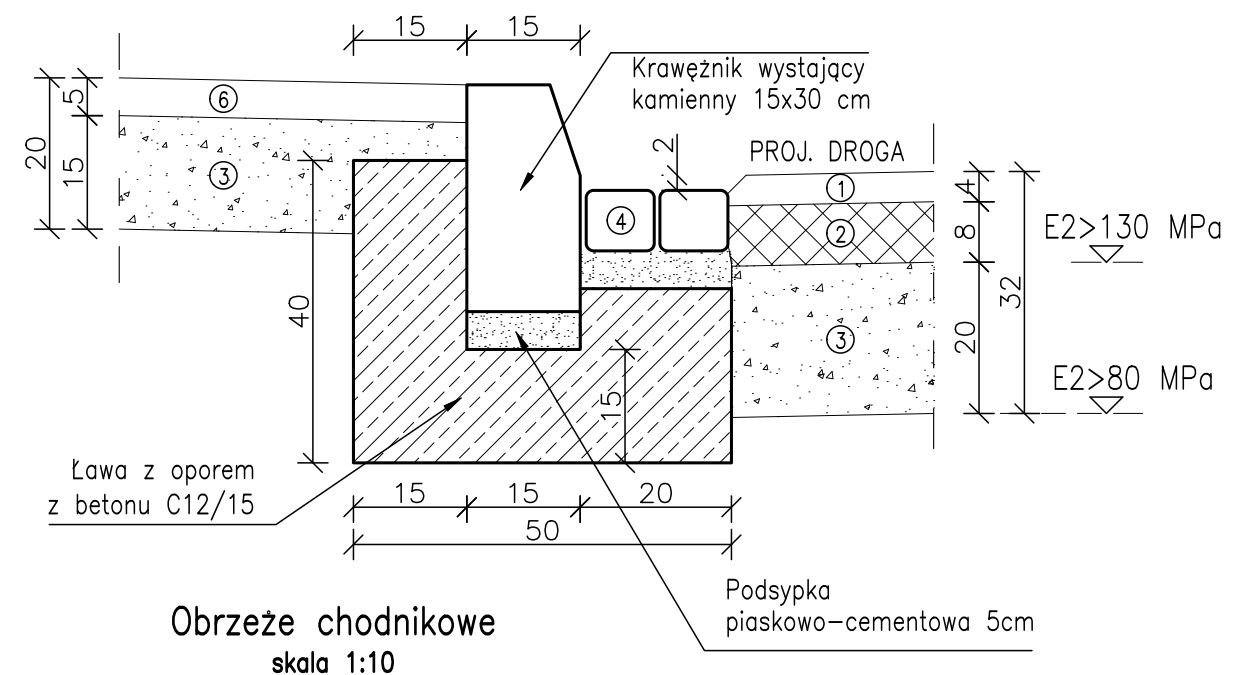 15
15
Krawężnik wystający
kamienny 15x30 cm
5
20
15
6
3
40
2
PROJ. DROGA
1
4
4
2
8
E2>130 MPa
32
3
20
E2>80 MPa
15
Ława z oporem
z betonu C12/15
15
15
20
50
Podsypka
piaskowo-cementowa 5cm
Obrzeże chodnikowe
skala 1:10